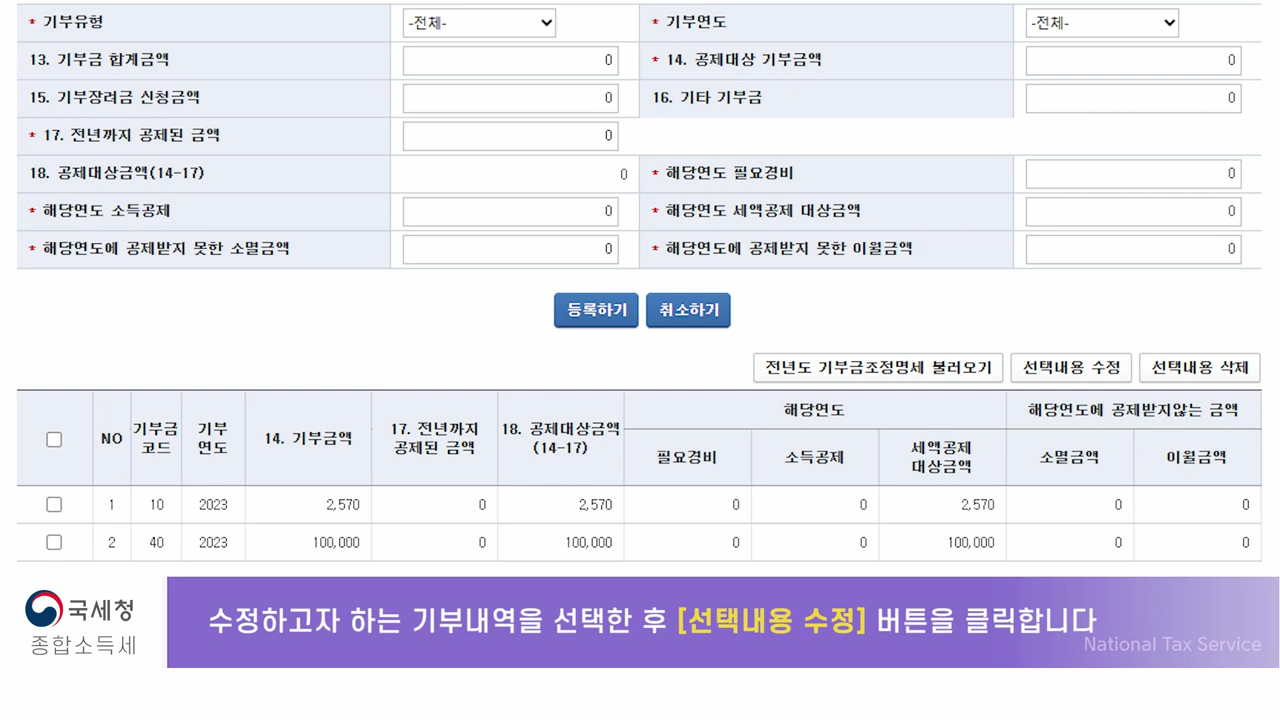 * 기부유형 -전체- * 기부연도 -전체-
13. 기부금 합계금액 0 * 14. 공제대상 기부금액 0
15. 기부장려금 신청금액 0 16. 기타 기부금 0
* 17. 전년까지 공제된 금액 0
18. 공제대상금액(14-17) 0 * 해당연도 필요경비 0
* 해당연도 소득공제 0 * 해당연도 세액공제 대상금액 0
* 해당연도에 공제받지 못한 소멸금액 0 * 해당연도에 공제받지 못한 이월금액 0
등록하기 취소하기
전년도 기부금조정명세 불러오기 선택내용 수정 선택내용 삭제
NO
기부금
코드
기부
연도
14. 기부금액
17. 전년까지
공제된 금액
18. 공제대상금액
(14-17)
해당연도
필요경비
소득공제
세액공제
대상금액
해당연도에 공제받지않는 금액
소멸금액
이월금액
1 10 2023 2,570 0 2,570 0 0 2,570 0 0
2 40 2023 100,000 0 100,000 0 0 100,000 0 0
국세청
종합소득세
수정하고자 하는 기부내역을 선택한 후 [선택내용 수정] 버튼을 클릭합니다
National Tax Service